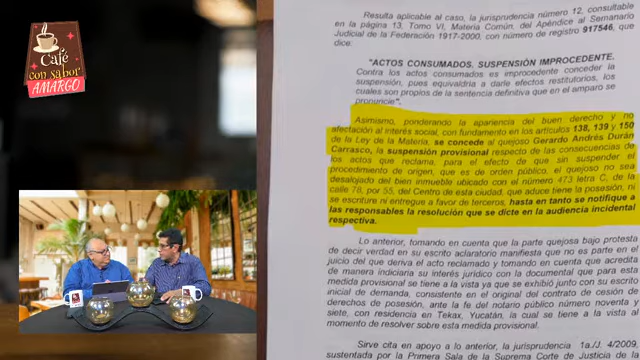 Café
con sabor
AMARGO
Resulta aplicable al caso, la jurisprudencia número 12, consultable
en la página 13, Tomo VI, Materia Común, del Apéndice al Semanario
Judicial de la Federación 1917-2000, con número de registro 917546, que
dice:
"ACTOS CONSUMADOS. SUSPENSIÓN IMPROCEDENTE.
Contra los actos consumados es improcedente conceder la
suspensión, pues equivaldría a darle efectos restitutorios, los
cuales son propios de la sentencia definitiva que en el amparo se
pronuncie".
Asimismo, ponderando la apariencia del buen derecho y no
afectación al interés social, con fundamento en los artículos 138, 139 y 150
de la Ley de la Materia, se concede al quejoso Gerardo Andrés Durán
Carrasco, la suspensión provisional respecto de las consecuencias de
los actos que reclama, para el efecto de que sin suspender el
procedimiento de origen, que es de orden público, el quejoso no sea
desalojado del bien inmueble ubicado con el número 473 letra C, de la
calle 78, por 55, del Centro de esta ciudad, que aduce tiene la posesión, ni
se escriture ni entregue a favor de terceros, hasta en tanto se notifique a
las responsables la resolución que se dicte en la audiencia incidental
respectiva.
Lo anterior, tomando en cuenta que la parte quejosa bajo protesta
de decir verdad en su escrito aclaratorio manifiesta que no es parte en el
juicio del que deriva el acto reclamado y tomando en cuenta que acredita
de manera indiciaria su interés jurídico con la documental que para esta
medida provisional se tiene a la vista ya que se exhibió junto con su escrito
inicial de demanda, consistente en el original del contrato de cesión de
derechos de posesión, ante la fe del notario público número noventa y
siete, con residencia en Tekax, Yucatán, la cual se tiene a la vista al
momento de resolver sobre esta medida provisional.
Sirve cita en apoyo a lo anterior, la jurisprudencia 1a./J. 4/2009,
sustentada por la Primera Sala de la Suprema Corte de Justicia de la